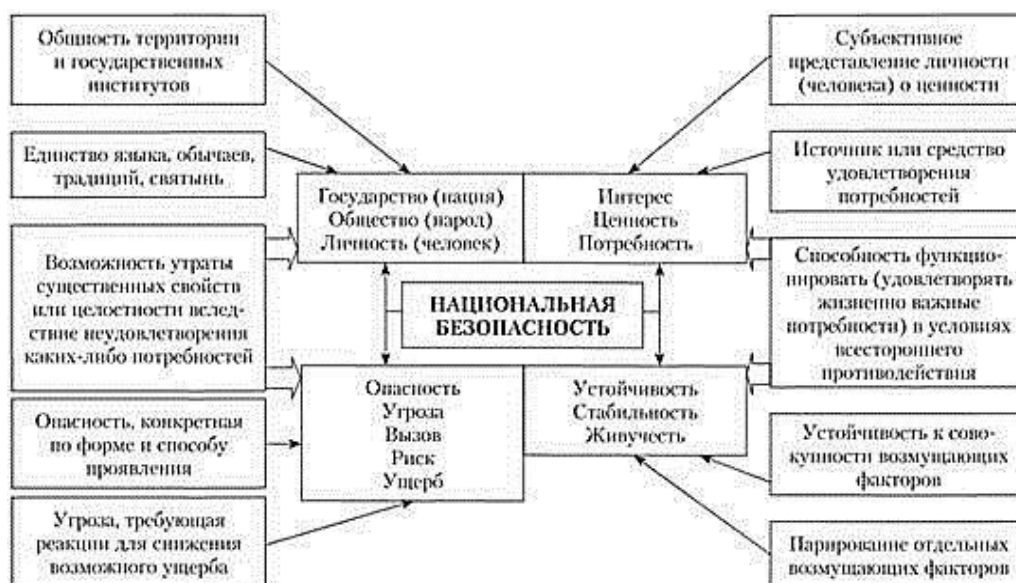 Общность территории
и государственных
институтов
Единство языка, обычаев,
традиций, святынь
Возможность утраты
существенных свойств
или целостности вслед-
ствие неудовлетворения
каких-либо потребностей
Опасность, конкретная
по форме и способу
проявления
Угроза, требующая
реакции для снижения
возможного ущерба
Государство (нация)
Общество (народ)
Личность (человек)
Интерес
Ценность
Потребность
НАЦИОНАЛЬНАЯ
БЕЗОПАСНОСТЬ
Опасность
Угроза
Вызов
Риск
Ущерб
Устойчивость
Стабильность
Живучесть
Субъективное
представление личности
(человека) о ценности
Источник или средство
удовлетворения
потребностей
Способность функцио-
нировать (удовлетворять
жизненно важные
потребности) в условиях
всестороннего
противодействия
Устойчивость к сово-
купности возмущающих
факторов
Парирование отдельных
возмущающих факторов